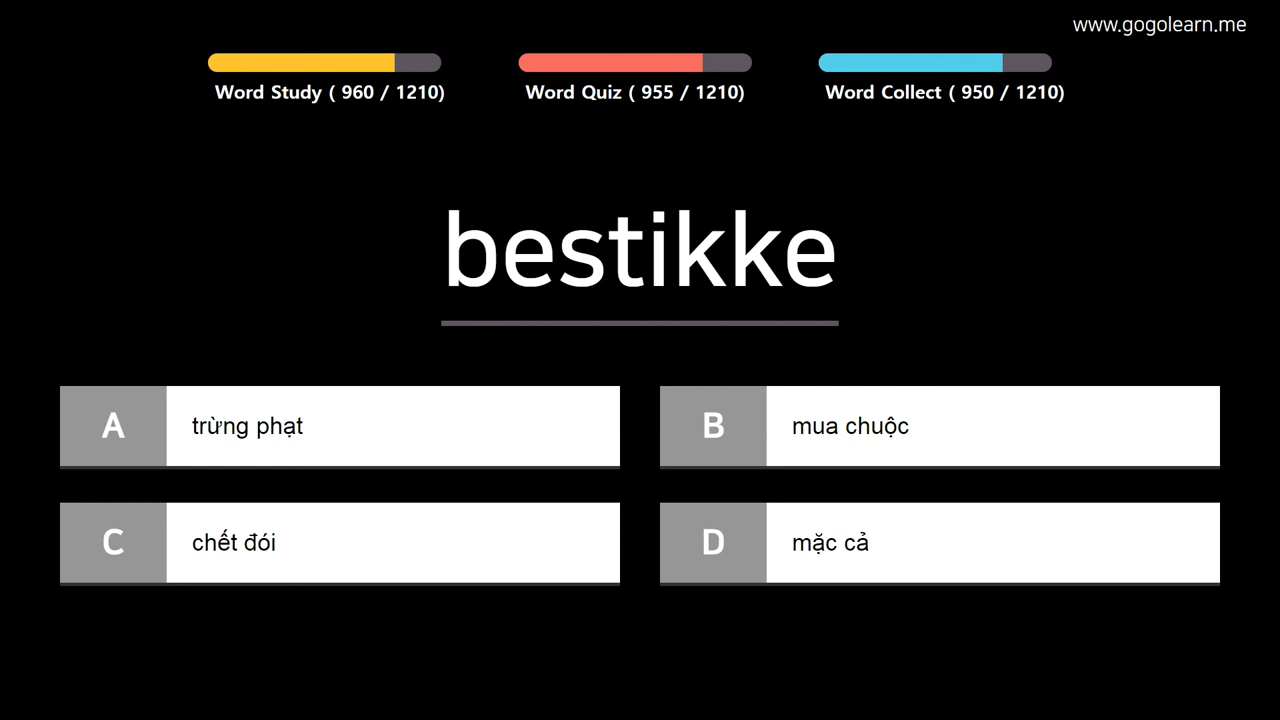 www.gogolearn.me
Word Study ( 960 / 1210)
Word Quiz ( 955 / 1210)
Word Collect ( 950 / 1210)
bestikke
A trừng phạt
B mua chuộc
C chết đói
D mặc cả